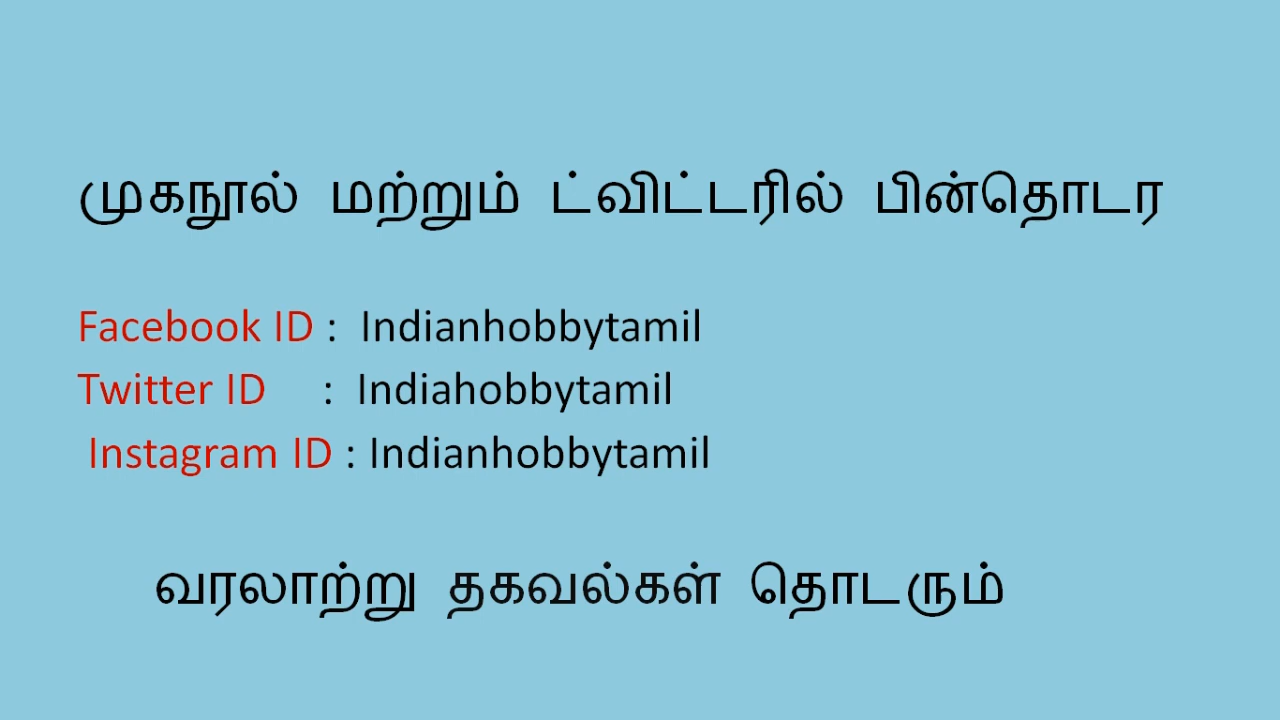 முகநூல் மற்றும் ட்விட்டரில் பின்தொடர
Facebook ID : Indianhobbytamil
Twitter ID : Indiahobbytamil
Instagram ID : Indianhobbytamil
வரலாற்று தகவல்கள் தொடரும்